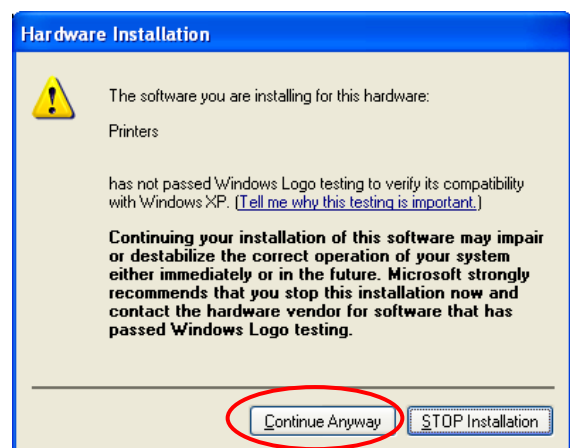 Hardware Installation
The software you are installing for this hardware:
Printers
has not passed Windows Logo testing to verify its compatibility
with Windows XP. (Tell me why this testing is important.)
Continuing your installation of this software may impair
or destabilize the correct operation of your system
either immediately or in the future. Microsoft strongly
recommends that you stop this installation now and
contact the hardware vendor for software that has
passed Windows Logo testing.
Continue Anyway STOP Installation